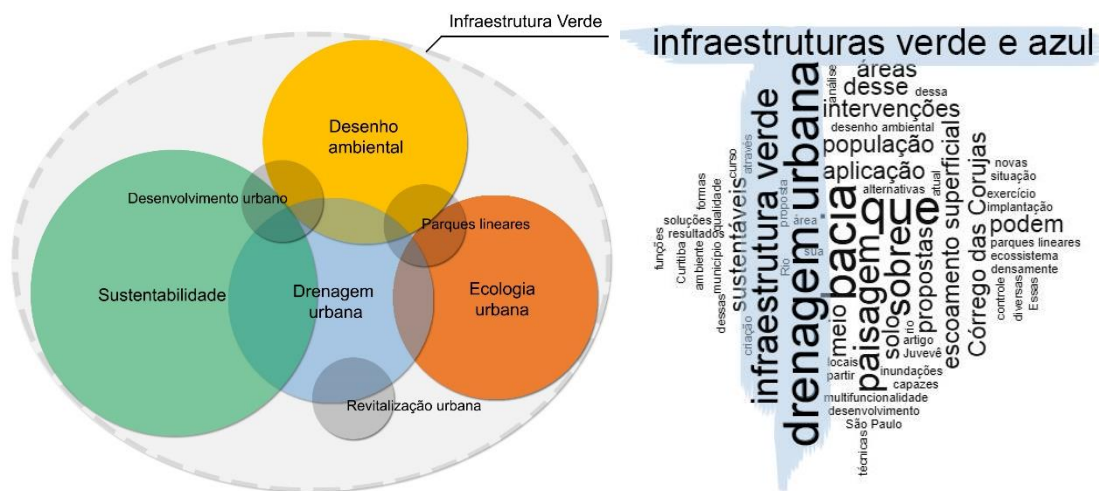 Infraestrutura Verde
Desenho
ambiental
Desenvolvimento urbano
Parques lineares
Sustentabilidade
Drenagem
urbana
Ecologia
urbana
Revitalização urbana
infraestruturas verde e azul
funções
soluções
resultados
Curitiba
ambiente
formas
dessas
município
qualidade
curso
sustentáveis
através
criação
infraestrutura verde
proposta
Rio
drenagem urbana
área
sua
análise
áreas
desse
dessa
intervenções
desenho ambiental
população
aplicação
alternativas
atual
bacia
que
meio
paisagem
sobre
solo
rio
propostas
escoamento superficial
Córrego das Corujas
novas
situação
exercício
implantação
podem
parques lineares
ecossistema
densamente
controle
diversas
Essas
artigo
Juvevê
locais
partir
inundações
capazes
multifuncionalidade
desenvolvimento
São Paulo
técnicas